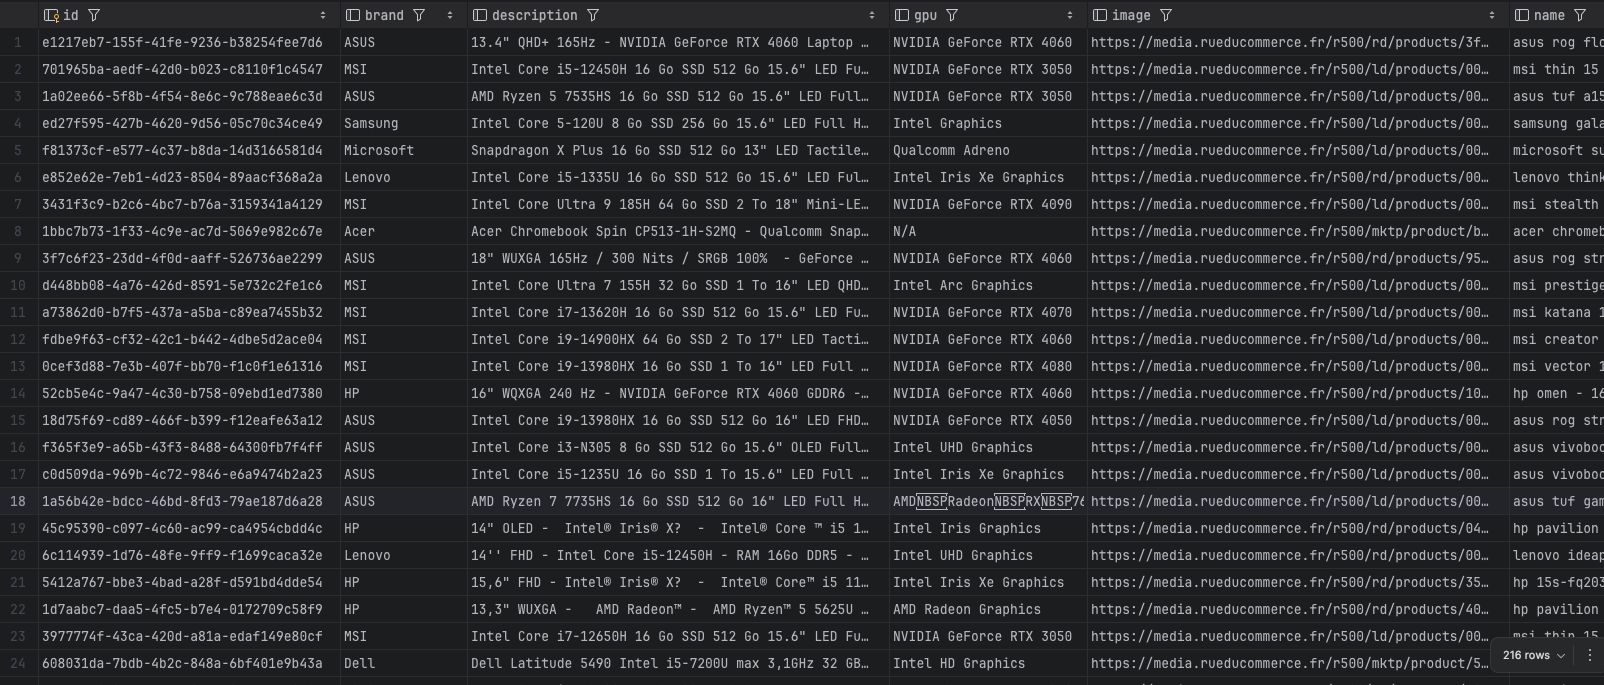 id brand description gpu image name
1 e1217eb7-155f-41fe-9236-b38254fee7d6 ASUS 13.4" QHD+ 165Hz - NVIDIA GeForce RTX 4060 Laptop … NVIDIA GeForce RTX 4060 https://media.rueducommerce.fr/r500/rd/products/3f… asus rog flo
2 701965ba-aedf-42d0-b023-c8110f1c4547 MSI Intel Core i5-12450H 16 Go SSD 512 Go 15.6" LED Fu… NVIDIA GeForce RTX 3050 https://media.rueducommerce.fr/r500/ld/products/00… msi thin 15
3 1a02ee66-5f8b-4f54-8e6c-9c788eae6c3d ASUS AMD Ryzen 5 7535HS 16 Go SSD 512 Go 15.6" LED Full… NVIDIA GeForce RTX 3050 https://media.rueducommerce.fr/r500/ld/products/00… asus tuf a15
4 ed27f595-427b-4620-9d56-05c70c34ce49 Samsung Intel Core 5-120U 8 Go SSD 256 Go 15.6" LED Full H… Intel Graphics https://media.rueducommerce.fr/r500/ld/products/00… samsung gala
5 f81373cf-e577-4c37-b8da-14d3166581d4 Microsoft Snapdragon X Plus 16 Go SSD 512 Go 13" LED Tactile… Qualcomm Adreno https://media.rueducommerce.fr/r500/ld/products/00… microsoft su
6 e852e62e-7eb1-4d23-8504-89aacf368a2a Lenovo Intel Core i5-1335U 16 Go SSD 512 Go 15.6" LED Ful… Intel Iris Xe Graphics https://media.rueducommerce.fr/r500/rd/products/00… lenovo think
7 3431f3c9-b2c6-4bc7-b76a-3159341a4129 MSI Intel Core Ultra 9 185H 64 Go SSD 2 To 18" Mini-LE… NVIDIA GeForce RTX 4090 https://media.rueducommerce.fr/r500/ld/products/00… msi stealth
8 1bbc7b73-1f33-4c9e-ac7d-5069e982c67e Acer Acer Chromebook Spin CP513-1H-S2MQ - Qualcomm Snap… N/A https://media.rueducommerce.fr/r500/mktp/product/b… acer chromeb
9 3f7c6f23-23dd-4f0d-aaff-526736ae2299 ASUS 18" WUXGA 165Hz / 300 Nits / SRGB 100%  - GeForce … NVIDIA GeForce RTX 4060 https://media.rueducommerce.fr/r500/rd/products/95… asus rog str
10 d448bb08-4a76-426d-8591-5e732c2fe1c6 MSI Intel Core Ultra 7 155H 32 Go SSD 1 To 16" LED QHD… Intel Arc Graphics https://media.rueducommerce.fr/r500/ld/products/00… msi prestige
11 a73862d0-b7f5-437a-a5ba-c89ea7455b32 MSI Intel Core i7-13620H 16 Go SSD 512 Go 15.6" LED Fu… NVIDIA GeForce RTX 4070 https://media.rueducommerce.fr/r500/ld/products/00… msi katana 1
12 fdbe9f63-cf32-42c1-b442-4dbe5d2ace04 MSI Intel Core i9-14900HX 64 Go SSD 2 To 17" LED Tacti… NVIDIA GeForce RTX 4060 https://media.rueducommerce.fr/r500/ld/products/00… msi creator
13 0cef3d88-7e3b-407f-bb70-f1c0f1e61316 MSI Intel Core i9-13980HX 16 Go SSD 1 To 16" LED Full … NVIDIA GeForce RTX 4080 https://media.rueducommerce.fr/r500/ld/products/00… msi vector 1
14 52cb5e4c-9a47-4c30-b758-09ebd1ed7380 HP 16" WQXGA 240 Hz - NVIDIA GeForce RTX 4060 GDDR6 -… NVIDIA GeForce RTX 4060 https://media.rueducommerce.fr/r500/rd/products/10… hp omen - 16
15 18d75f69-cd89-466f-b399-f12eafe63a12 ASUS Intel Core i9-13980HX 16 Go SSD 512 Go 16" LED FHD… NVIDIA GeForce RTX 4050 https://media.rueducommerce.fr/r500/ld/products/00… asus rog str
16 f365f3e9-a65b-43f3-8488-64300fb7f4ff ASUS Intel Core i3-N305 8 Go SSD 512 Go 15.6" OLED Full… Intel UHD Graphics https://media.rueducommerce.fr/r500/ld/products/00… asus vivoboo
17 c0d509da-969b-4c72-9846-e6a9474b2a23 ASUS Intel Core i5-1235U 16 Go SSD 1 To 15.6" LED Full … Intel Iris Xe Graphics https://media.rueducommerce.fr/r500/ld/products/00… asus vivoboo
18 1a56b42e-bdcc-46bd-8fd3-79ae187d6a28 ASUS AMD Ryzen 7 7735HS 16 Go SSD 512 Go 16" LED Full H… AMDNBSPRadeonNBSPRXNBSP76 https://media.rueducommerce.fr/r500/ld/products/00… asus tuf gam
19 45c95390-c097-4c60-ac99-ca4954cbdd4c HP 14" OLED -  Intel® Iris® X?  -  Intel® Core ™ i5 1… Intel Iris Graphics https://media.rueducommerce.fr/r500/rd/products/04… hp pavilion
20 6c114939-1d76-48fe-9ff9-f1699caca32e Lenovo 14'' FHD - Intel Core i5-12450H - RAM 16Go DDR5 - … Intel UHD Graphics https://media.rueducommerce.fr/r500/rd/products/00… lenovo ideap
21 5412a767-bbe3-4bad-a28f-d591bd4dde54 HP 15,6" FHD - Intel® Iris® X?  -  Intel® Core™ i5 11… Intel Iris Xe Graphics https://media.rueducommerce.fr/r500/rd/products/35… hp 15s-fq203
22 1d7aabc7-daa5-4fc5-b7e4-0172709c58f9 HP 13,3" WUXGA -   AMD Radeon™ -  AMD Ryzen™ 5 5625U … AMD Radeon Graphics https://media.rueducommerce.fr/r500/rd/products/40… hp pavilion
23 3977774f-43ca-420d-a81a-edaf149e80cf MSI Intel Core i7-12650H 16 Go SSD 512 Go 15.6" LED Fu… NVIDIA GeForce RTX 3050 https://media.rueducommerce.fr/r500/ld/products/00… msi thin 15
24 608031da-7bdb-4b2c-848a-6bf401e9b43a Dell Dell Latitude 5490 Intel i5-7200U max 3,1GHz 32 GB… Intel HD Graphics https://media.rueducommerce.fr/r500/mktp/product/5…
216 rows